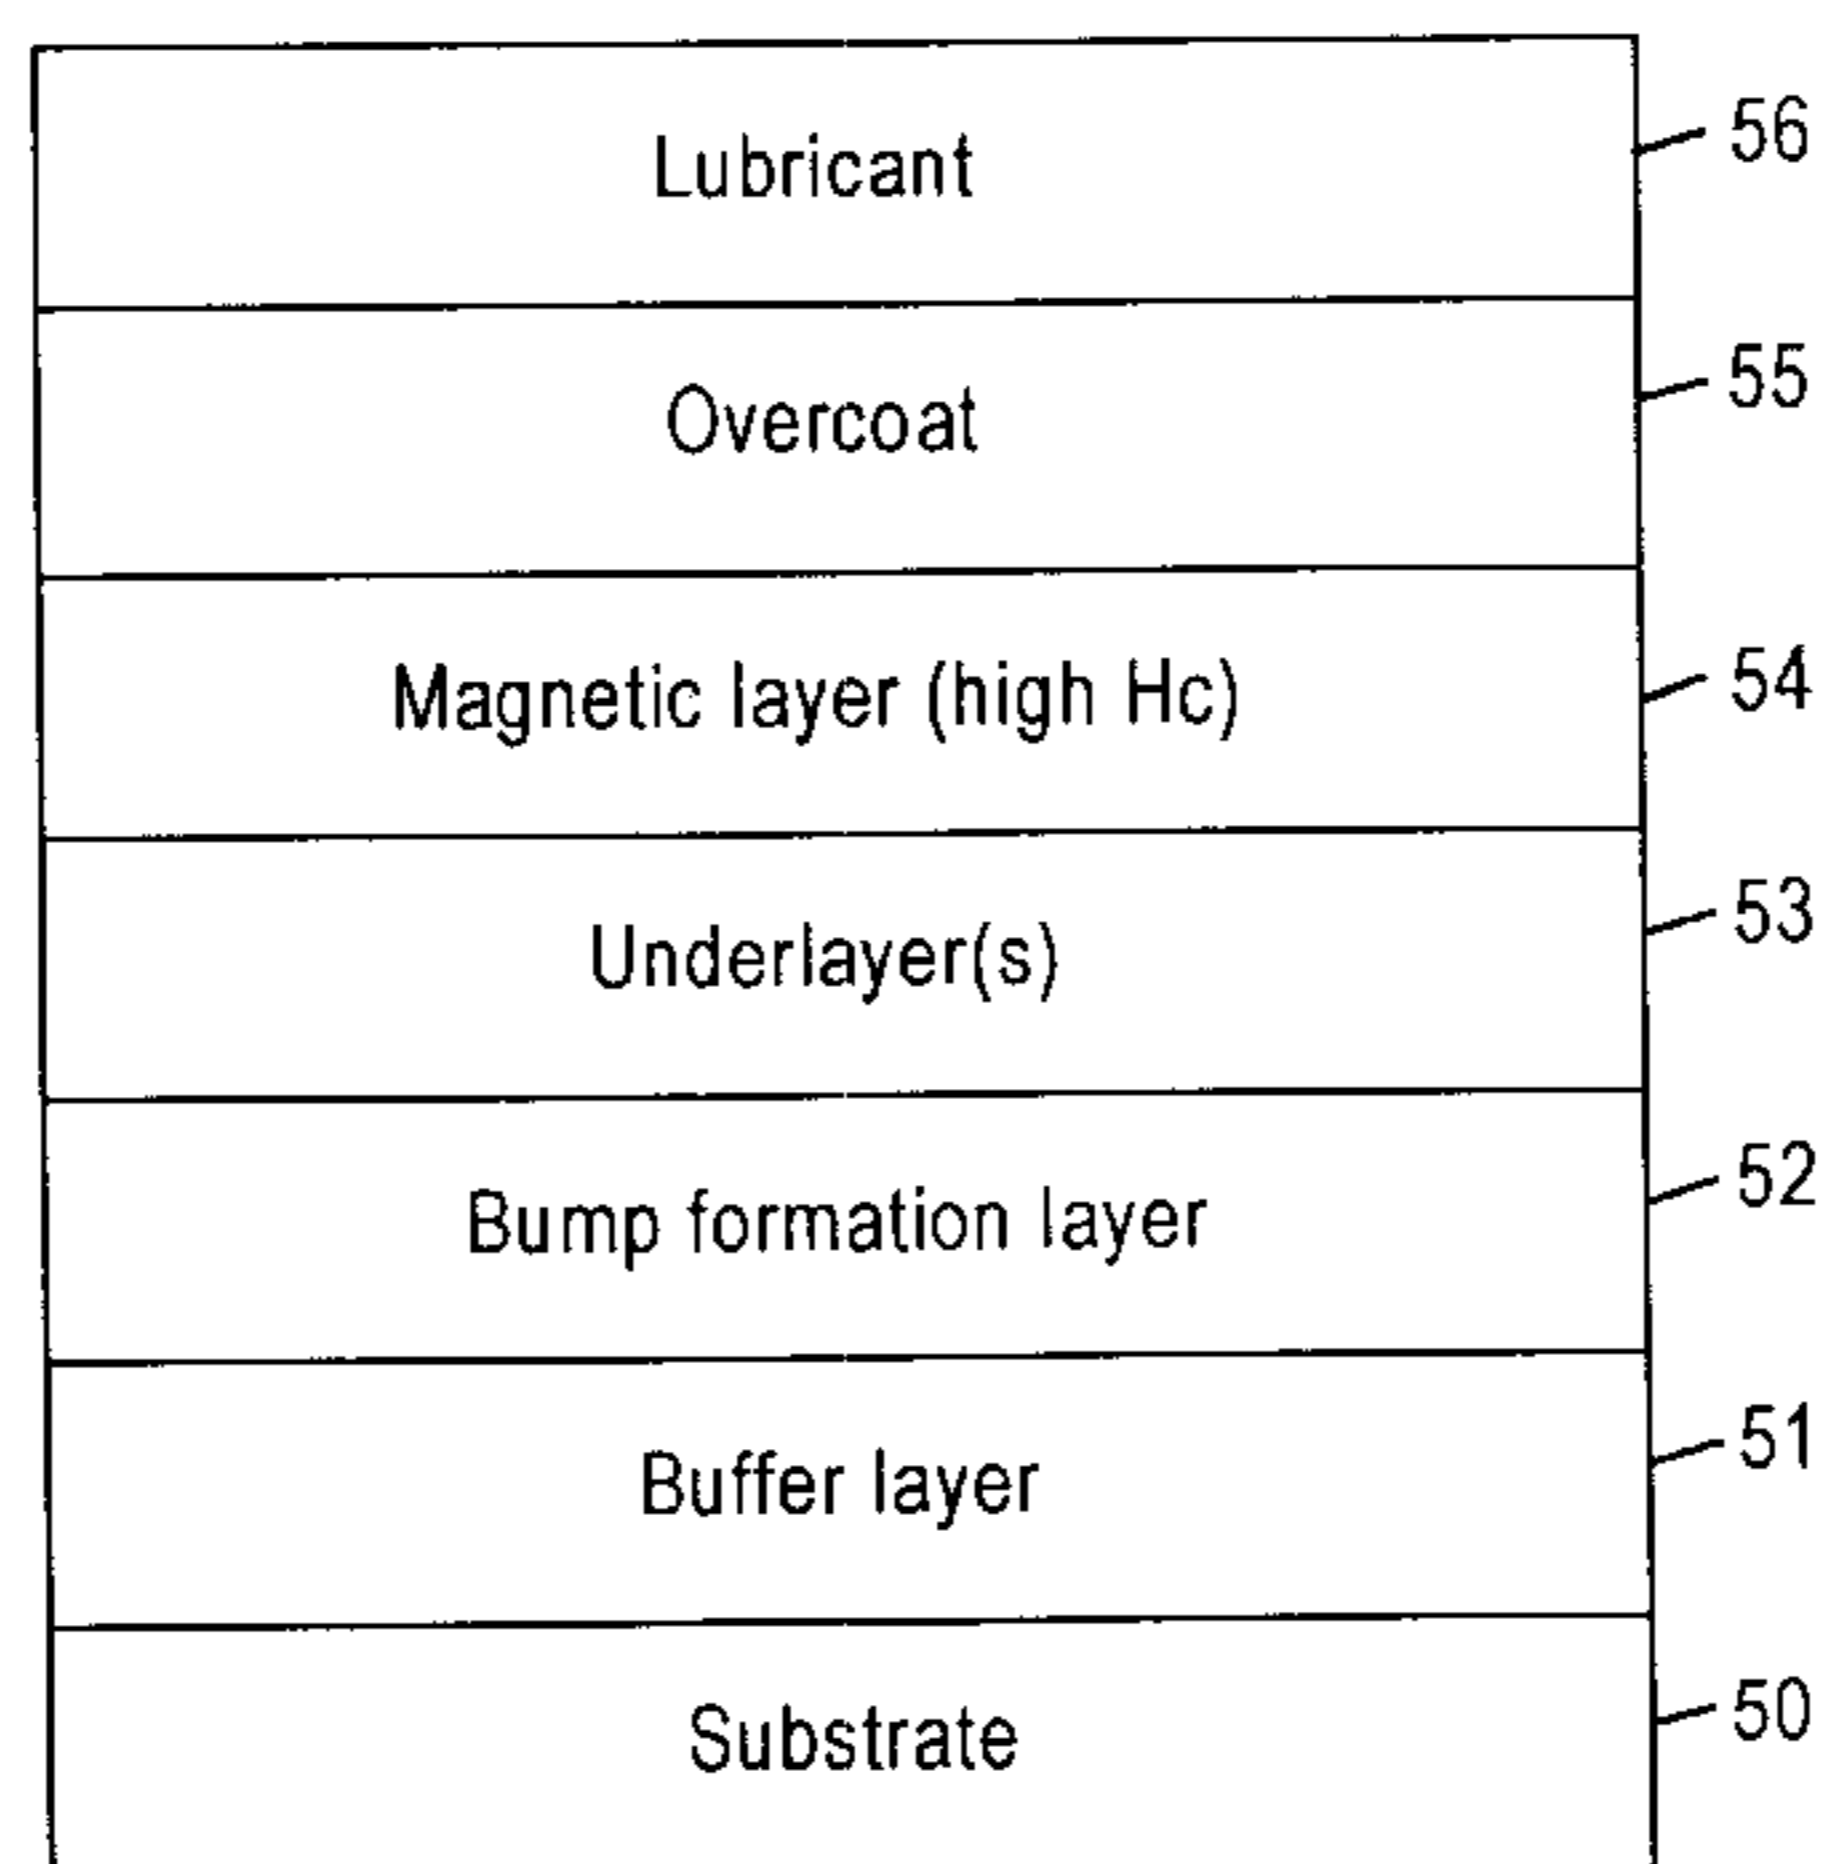 Lubricant 56
Overcoat 55
Magnetic layer (high Hc) 54
Underlayer(s) 53
Bump formation layer 52
Buffer layer 51
Substrate 50